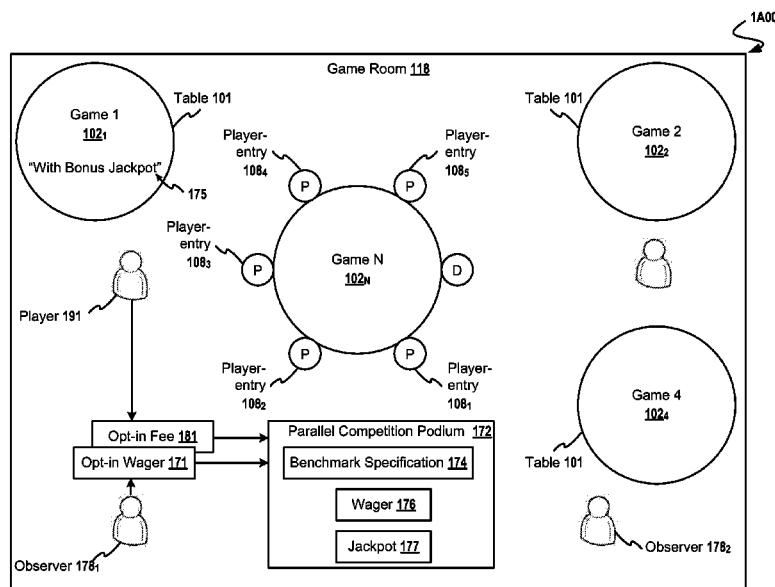 1A00
Game Room 118
Game 1
102₁
"With Bonus Jackpot"
175
Table 101
Player-
entry
108₄
Player-
entry
108₅
Table 101
Game 2
102₂
Player-
entry
108₃
P
P
P
Game N
102N
D
P
P
Player 191
Player-
entry
108₂
Player-
entry
108₁
Game 4
102₄
Table 101
Opt-in Fee 181
Opt-in Wager 171
Parallel Competition Podium 172
Benchmark Specification 174
Wager 176
Jackpot 177
Observer 178₁
Observer 178₂